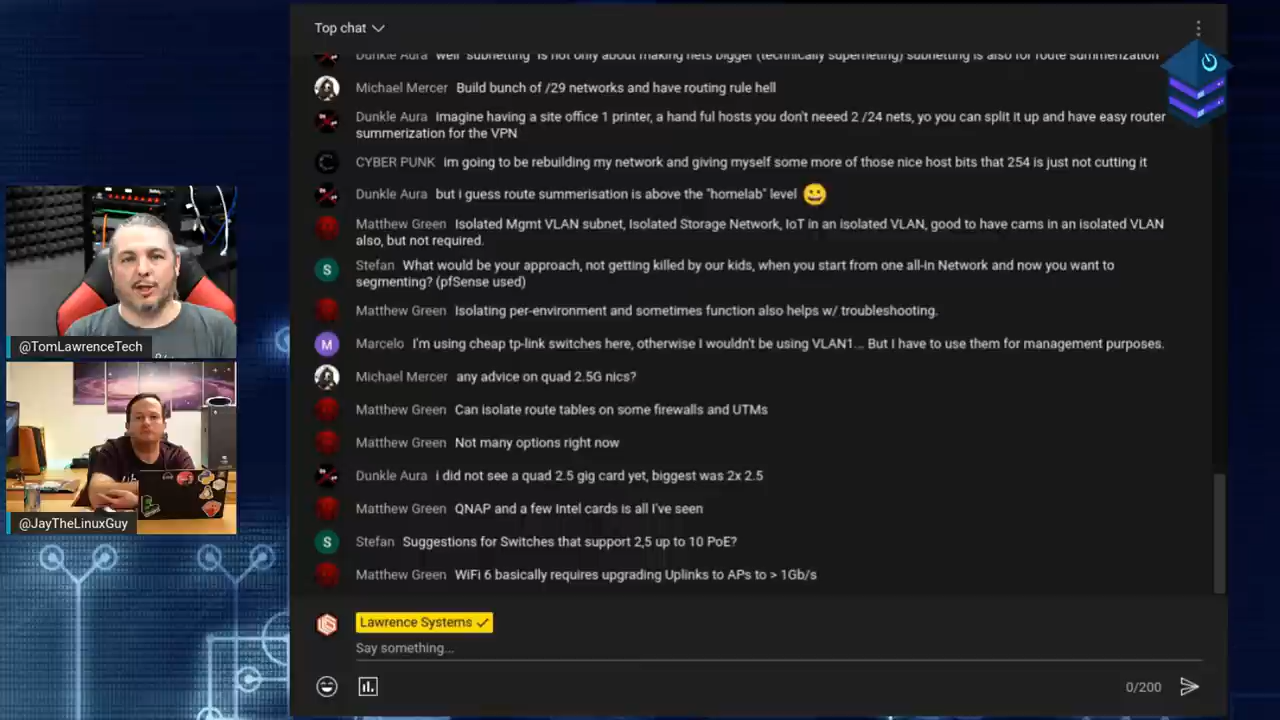 Top chat
Dunkle Aura well "subnetting" is not only about making nets bigger (technically superneting) subnetting is also for route summerization
Michael Mercer Build bunch of /29 networks and have routing rule hell
Dunkle Aura imagine having a site office 1 printer, a hand ful hosts you don't neeed 2 /24 nets, yo you can split it up and have easy router
summerization for the VPN
CYBER PUNK im going to be rebuilding my network and giving myself some more of those nice host bits that 254 is just not cutting it
Dunkle Aura but i guess route summerisation is above the "homelab" level 😀
Matthew Green Isolated Mgmt VLAN subnet, Isolated Storage Network, IoT in an isolated VLAN, good to have cams in an isolated VLAN
also, but not required.
S Stefan What would be your approach, not getting killed by our kids, when you start from one all-in Network and now you want to
segmenting? (pfSense used)
Matthew Green Isolating per-environment and sometimes function also helps w/ troubleshooting.
M Marcelo I'm using cheap tp-link switches here, otherwise I wouldn't be using VLAN1... But I have to use them for management purposes.
Michael Mercer any advice on quad 2.5G nics?
Matthew Green Can isolate route tables on some firewalls and UTMs
Matthew Green Not many options right now
Dunkle Aura i did not see a quad 2.5 gig card yet, biggest was 2x 2.5
Matthew Green QNAP and a few Intel cards is all I've seen
S Stefan Suggestions for Switches that support 2,5 up to 10 PoE?
Matthew Green WiFi 6 basically requires upgrading Uplinks to APs to > 1Gb/s
Lawrence Systems
Say something...
0/200
@TomLawrenceTech
@JayTheLinuxGuy